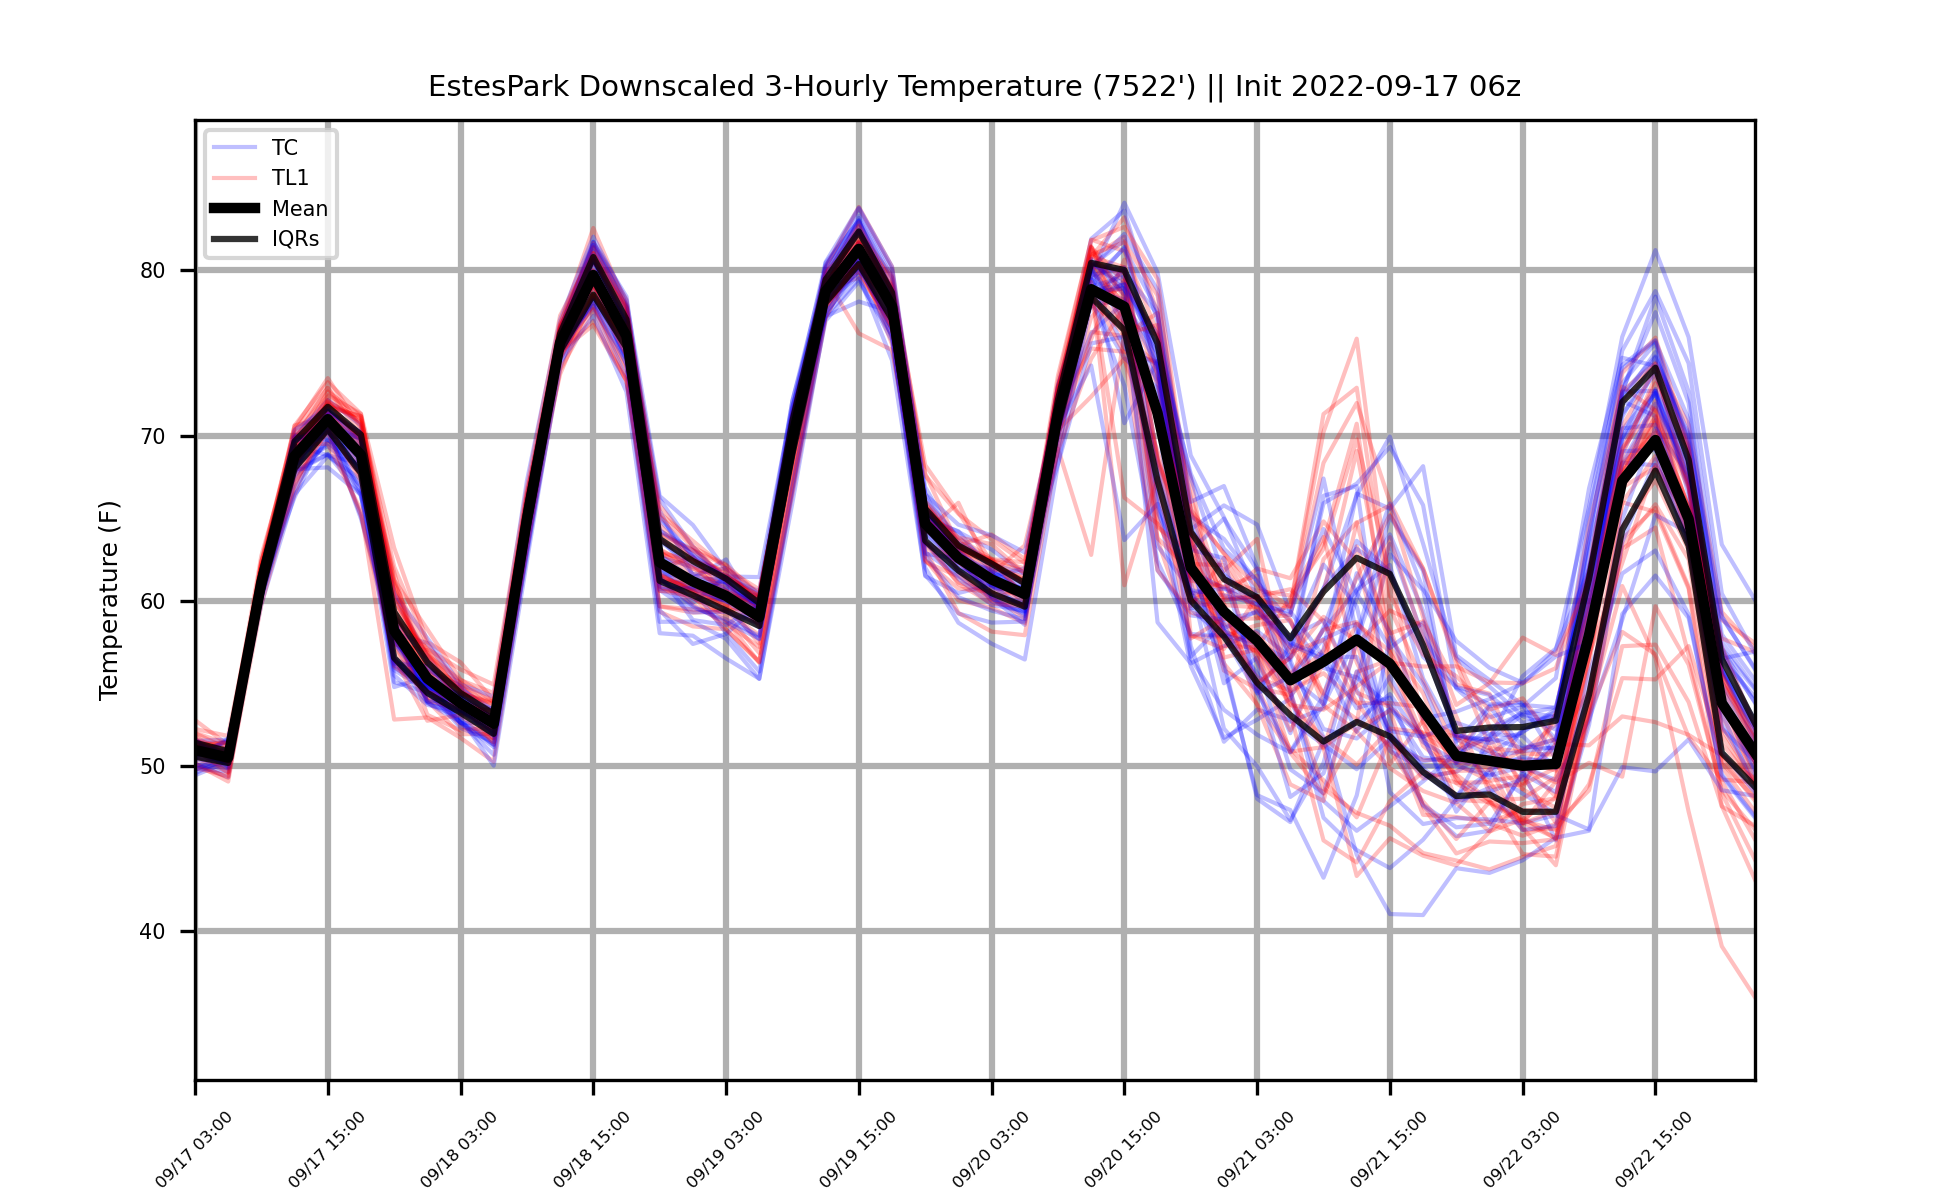 EstesPark Downscaled 3-Hourly Temperature (7522') || Init 2022-09-17 06z
TC
TL1
Mean
IQRs
Temperature (F)
80
70
60
50
40
09/17 03:00
09/17 15:00
09/18 03:00
09/18 15:00
09/19 03:00
09/19 15:00
09/20 03:00
09/20 15:00
09/21 03:00
09/21 15:00
09/22 03:00
09/22 15:00